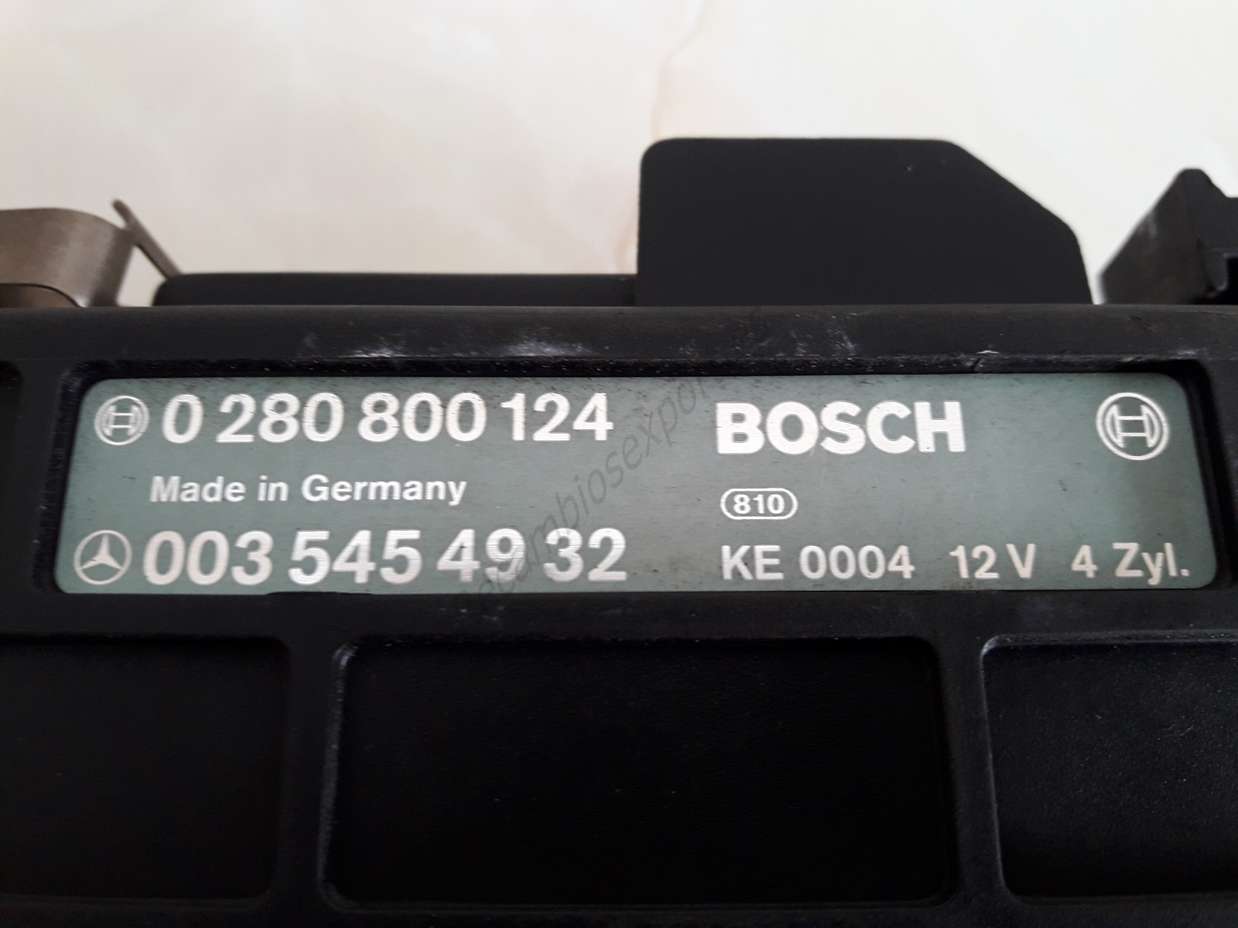 0 280 800 124 BOSCH
Made in Germany
810
003 545 49 32 KE 0004 12 V 4 Zyl.